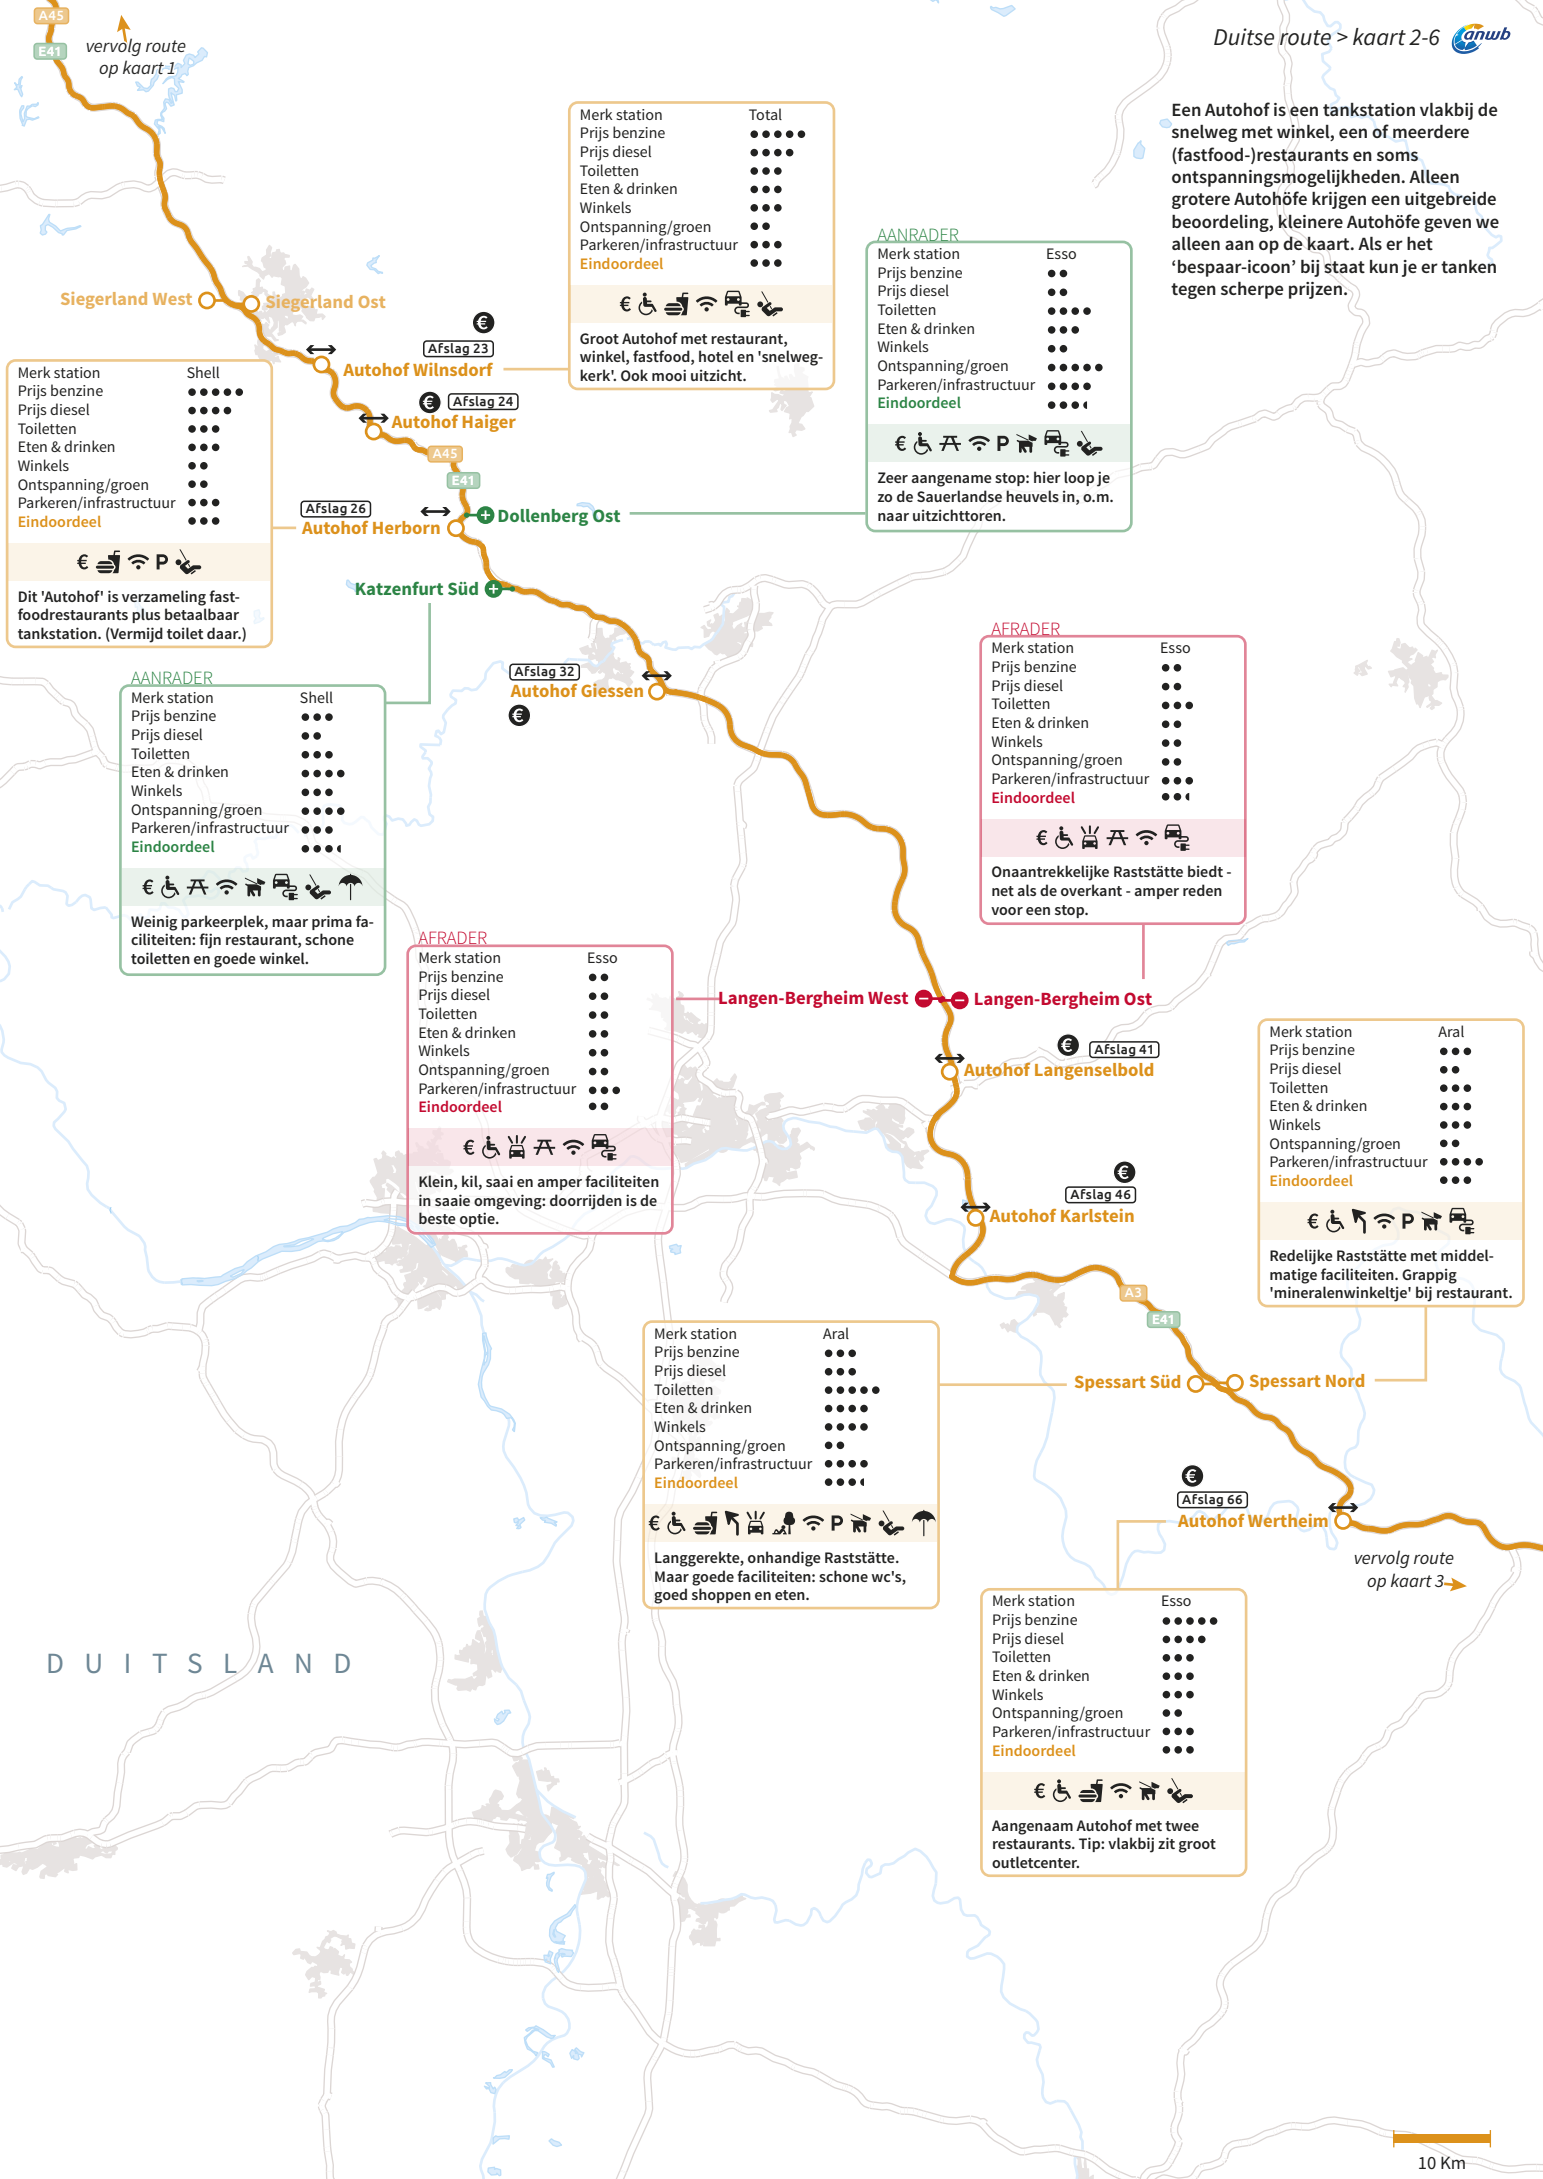 A45
E41
vervolg route
op kaart 1
Duitse route > kaart 2-6
anwb
Een Autohof is een tankstation vlakbij de
snelweg met winkel, een of meerdere
(fastfood-)restaurants en soms
ontspanningsmogelijkheden. Alleen
grotere Autohöfe krijgen een uitgebreide
beoordeling, kleinere Autohöfe geven we
alleen aan op de kaart. Als er het
‘bespaar-icoon’ bij staat kun je er tanken
tegen scherpe prijzen.
Merk station Total
Prijs benzine
Prijs diesel
Toiletten
Eten & drinken
Winkels
Ontspanning/groen
Parkeren/infrastructuur
Eindoordeel
€
Groot Autohof met restaurant,
winkel, fastfood, hotel en 'snelweg-
kerk'. Ook mooi uitzicht.
AANRADER
Merk station Esso
Prijs benzine
Prijs diesel
Toiletten
Eten & drinken
Winkels
Ontspanning/groen
Parkeren/infrastructuur
Eindoordeel
€ P
Zeer aangename stop: hier loop je
zo de Sauerlandse heuvels in, o.m.
naar uitzichttoren.
Siegerland West
Siegerland Ost
€
Afslag 23
Autohof Wilnsdorf
€ Afslag 24
Autohof Haiger
A45
E41
Merk station Shell
Prijs benzine
Prijs diesel
Toiletten
Eten & drinken
Winkels
Ontspanning/groen
Parkeren/infrastructuur
Eindoordeel
€ P
Dit 'Autohof' is verzameling fast-
foodrestaurants plus betaalbaar
tankstation. (Vermijd toilet daar.)
Afslag 26
Autohof Herborn
Dollenberg Ost
Katzenfurt Süd
Afslag 32
Autohof Giessen
€
AANRADER
Merk station Shell
Prijs benzine
Prijs diesel
Toiletten
Eten & drinken
Winkels
Ontspanning/groen
Parkeren/infrastructuur
Eindoordeel
€
Weinig parkeerplek, maar prima fa-
ciliteiten: fijn restaurant, schone
toiletten en goede winkel.
AFRADER
Merk station Esso
Prijs benzine
Prijs diesel
Toiletten
Eten & drinken
Winkels
Ontspanning/groen
Parkeren/infrastructuur
Eindoordeel
€
Onaantrekkelijke Raststätte biedt -
net als de overkant - amper reden
voor een stop.
AFRADER
Merk station Esso
Prijs benzine
Prijs diesel
Toiletten
Eten & drinken
Winkels
Ontspanning/groen
Parkeren/infrastructuur
Eindoordeel
€
Klein, kil, saai en amper faciliteiten
in saaie omgeving: doorrijden is de
beste optie.
Langen-Bergheim West
Langen-Bergheim Ost
€ Afslag 41
Autohof Langenselbold
€
Afslag 46
Autohof Karlstein
Merk station Aral
Prijs benzine
Prijs diesel
Toiletten
Eten & drinken
Winkels
Ontspanning/groen
Parkeren/infrastructuur
Eindoordeel
€ P
Redelijke Raststätte met middel-
matige faciliteiten. Grappig
'mineralenwinkeltje' bij restaurant.
A3
E41
Merk station Aral
Prijs benzine
Prijs diesel
Toiletten
Eten & drinken
Winkels
Ontspanning/groen
Parkeren/infrastructuur
Eindoordeel
€ P
Langgerekte, onhandige Raststätte.
Maar goede faciliteiten: schone wc's,
goed shoppen en eten.
Spessart Süd
Spessart Nord
€
Afslag 66
Autohof Wertheim
vervolg route
op kaart 3
Merk station Esso
Prijs benzine
Prijs diesel
Toiletten
Eten & drinken
Winkels
Ontspanning/groen
Parkeren/infrastructuur
Eindoordeel
€
Aangenaam Autohof met twee
restaurants. Tip: vlakbij zit groot
outletcenter.
DUITSLAND
10 Km